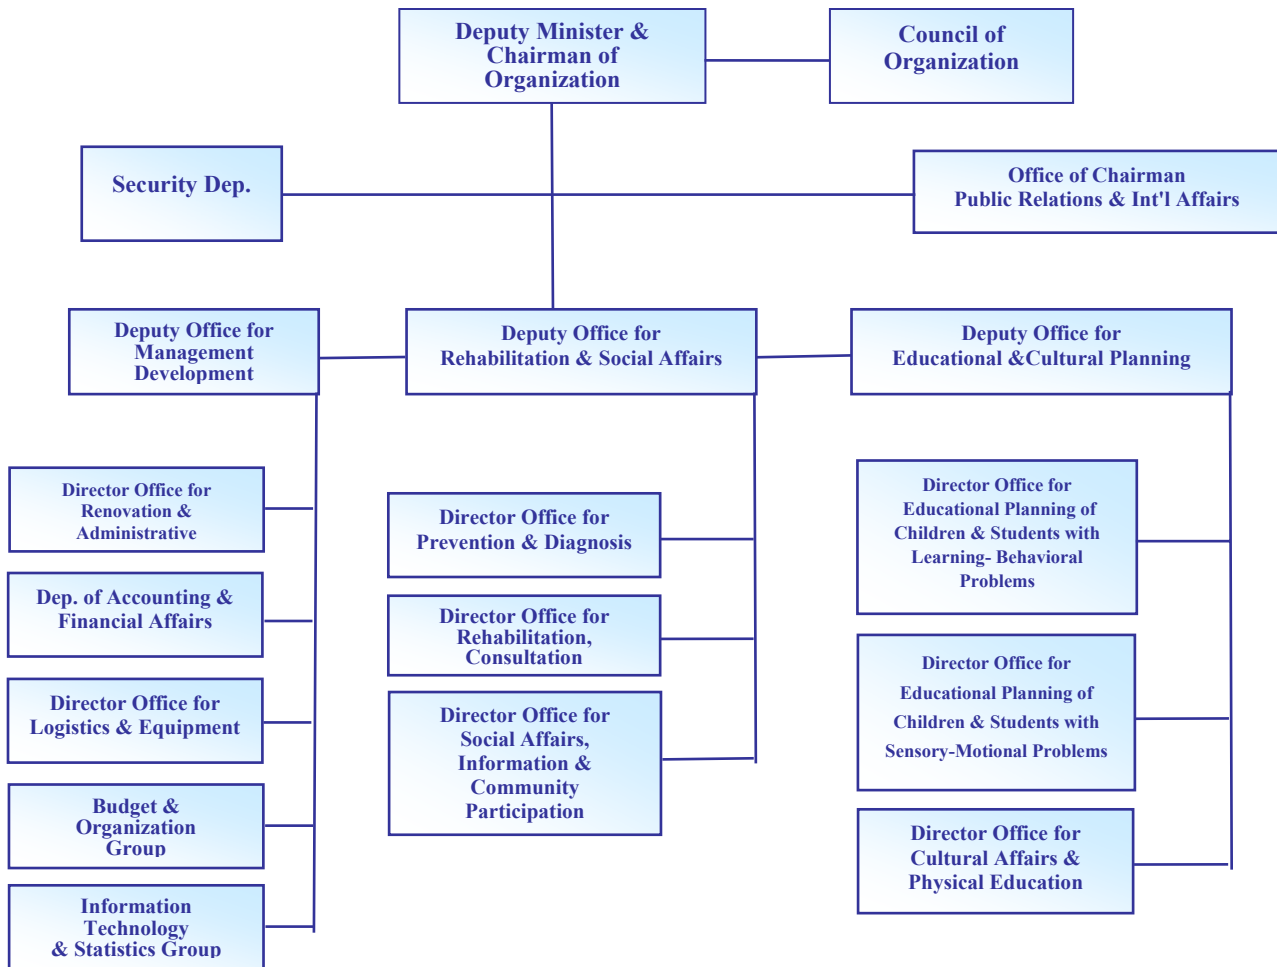 Deputy Minister &
Chairman of
Organization
Council of
Organization
Security Dep.
Office of Chairman
Public Relations & Int'l Affairs
Deputy Office for
Management
Development
Deputy Office for
Rehabilitation & Social Affairs
Deputy Office for
Educational &Cultural Planning
Director Office for
Renovation &
Administrative
Dep. of Accounting &
Financial Affairs
Director Office for
Logistics & Equipment
Budget &
Organization
Group
Information
Technology
& Statistics Group
Director Office for
Prevention & Diagnosis
Director Office for
Rehabilitation,
Consultation
Director Office for
Social Affairs,
Information &
Community
Participation
Director Office for
Educational Planning of
Children & Students with
Learning- Behavioral
Problems
Director Office for
Educational Planning of
Children & Students with
Sensory-Motional Problems
Director Office for
Cultural Affairs &
Physical Education